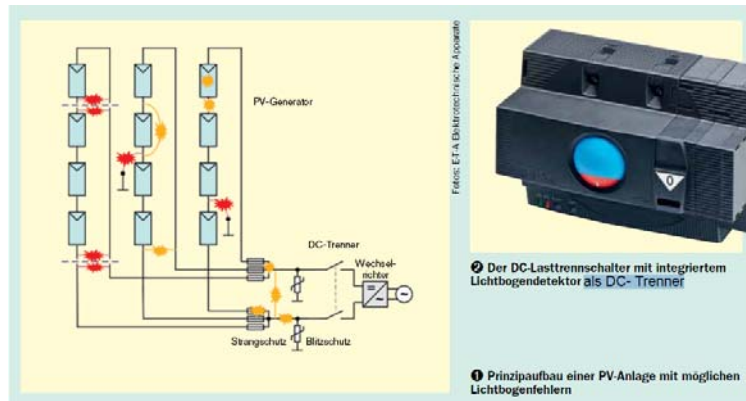 PV-Generator
DC-Trenner
Wechsel-
richter
Strangschutz
Blitzschutz
Fotos: E-T-A Elektrotechnische Apparate
0
❷ Der DC-Lasttrennschalter mit integriertem
Lichtbogendetektor als DC- Trenner
❶ Prinzipaufbau einer PV-Anlage mit möglichen
Lichtbogenfehlern